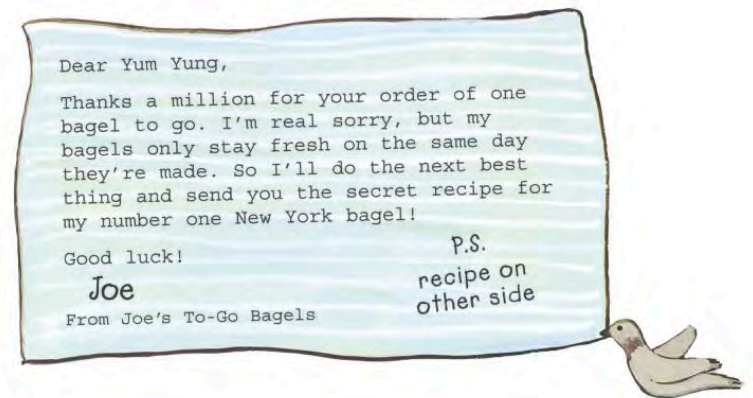 Dear Yum Yung,
Thanks a million for your order of one
bagel to go. I'm real sorry, but my
bagels only stay fresh on the same day
they're made. So I'll do the next best
thing and send you the secret recipe for
my number one New York bagel!
Good luck!
Joe
From Joe's To-Go Bagels
P.S.
recipe on
other side